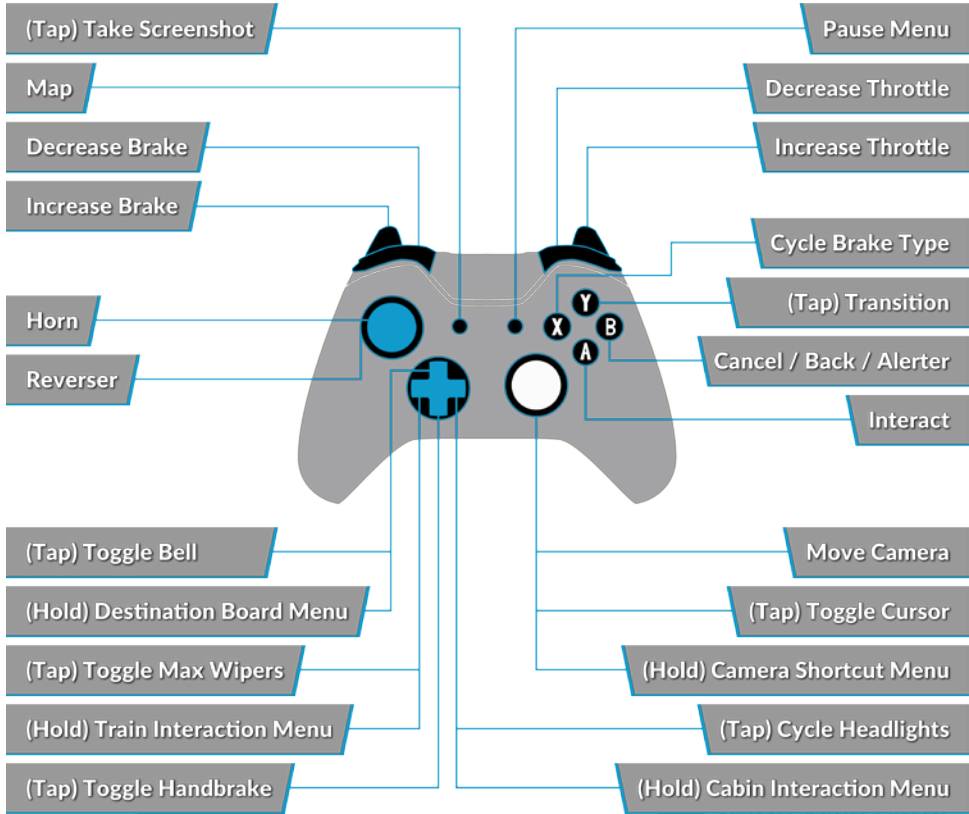 (Tap) Take Screenshot
Map
Decrease Brake
Increase Brake
Horn
Reverser
(Tap) Toggle Bell
(Hold) Destination Board Menu
(Tap) Toggle Max Wipers
(Hold) Train Interaction Menu
(Tap) Toggle Handbrake
Pause Menu
Decrease Throttle
Increase Throttle
Cycle Brake Type
(Tap) Transition
Cancel / Back / Alerter
Interact
Move Camera
(Tap) Toggle Cursor
(Hold) Camera Shortcut Menu
(Tap) Cycle Headlights
(Hold) Cabin Interaction Menu
Y
X
B
A